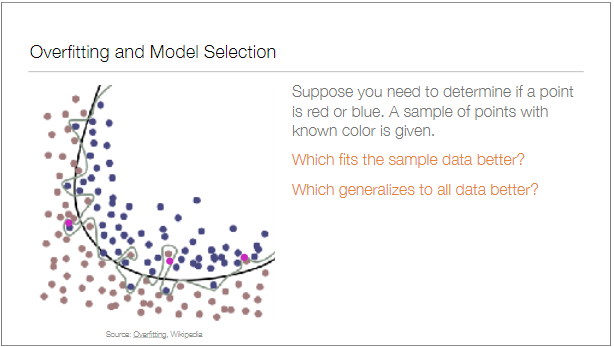 Overfitting and Model Selection
Suppose you need to determine if a point
is red or blue. A sample of points with
known color is given.
Which fits the sample data better?
Which generalizes to all data better?
Source: Overfitting, Wikipedia